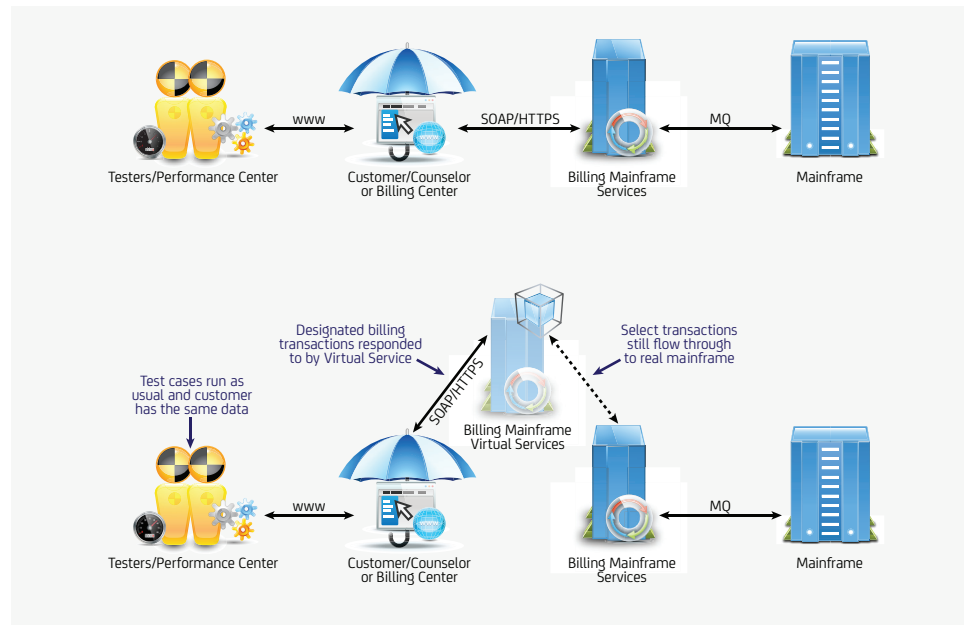 www
SOAP/HTTPS
MQ
Testers/Performance Center
Customer/Counselor
or Billing Center
Billing Mainframe
Services
Mainframe
Designated billing
transactions responded
to by Virtual Service
Select transactions
still flow through
to real mainframe
Test cases run as
usual and customer
has the same data
SOAP/HTTPS
Billing Mainframe
Virtual Services
www
MQ
Testers/Performance Center
Customer/Counselor
or Billing Center
Billing Mainframe
Services
Mainframe